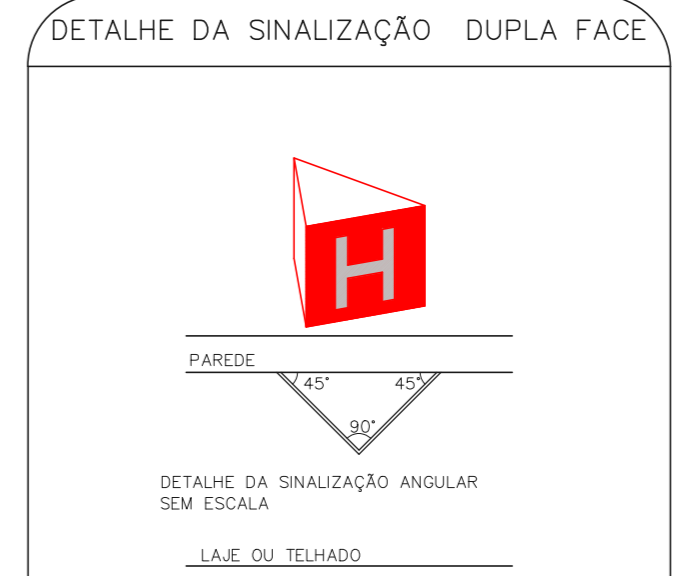 DETALHE DA SINALIZAÇÃO DUPLA FACE
H
PAREDE
45° 45°
90°
DETALHE DA SINALIZAÇÃO ANGULAR
SEM ESCALA
LAJE OU TELHADO